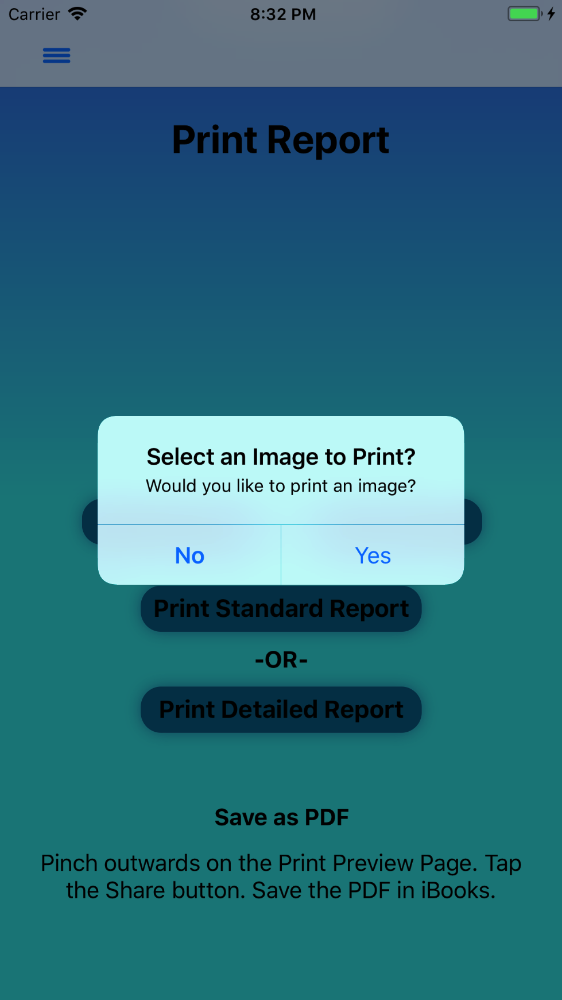 Carrier 8:32 PM
Print Report
Select an Image to Print?
Would you like to print an image?
No Yes
Print Standard Report
-OR-
Print Detailed Report
Save as PDF
Pinch outwards on the Print Preview Page. Tap
the Share button. Save the PDF in iBooks.